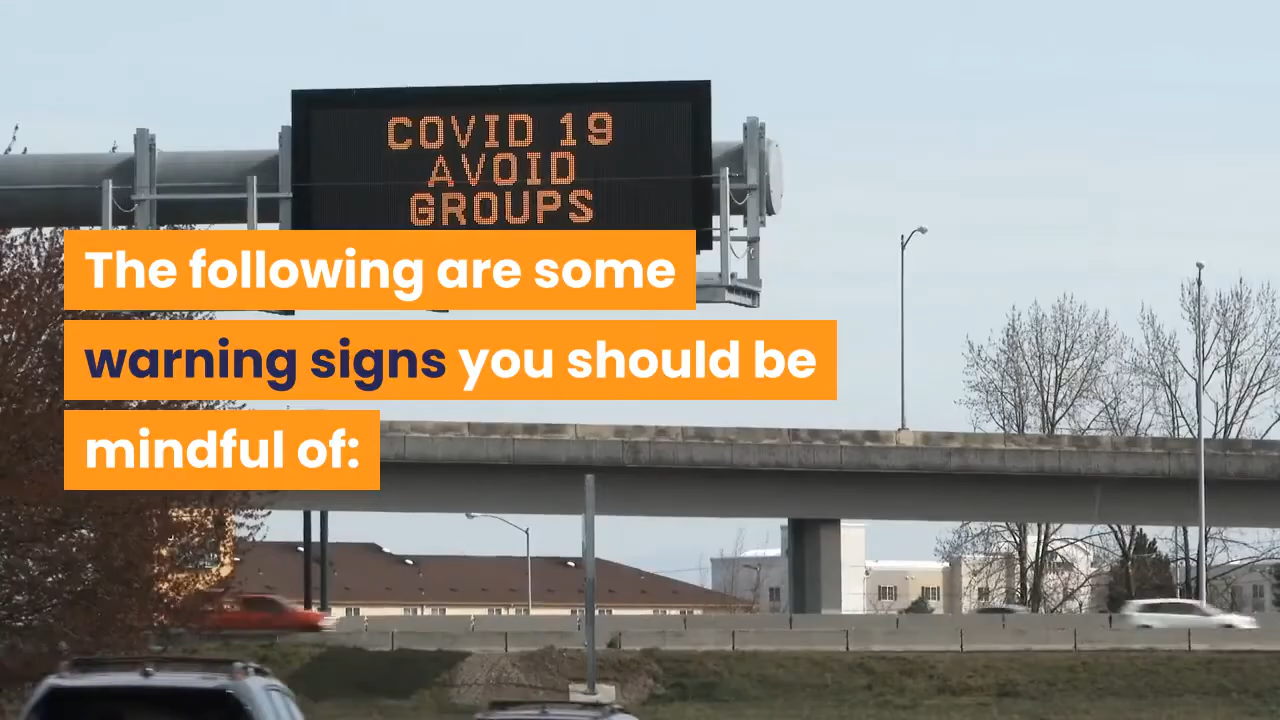 COVID 19
AVOID
GROUPS
The following are some
warning signs you should be
mindful of: